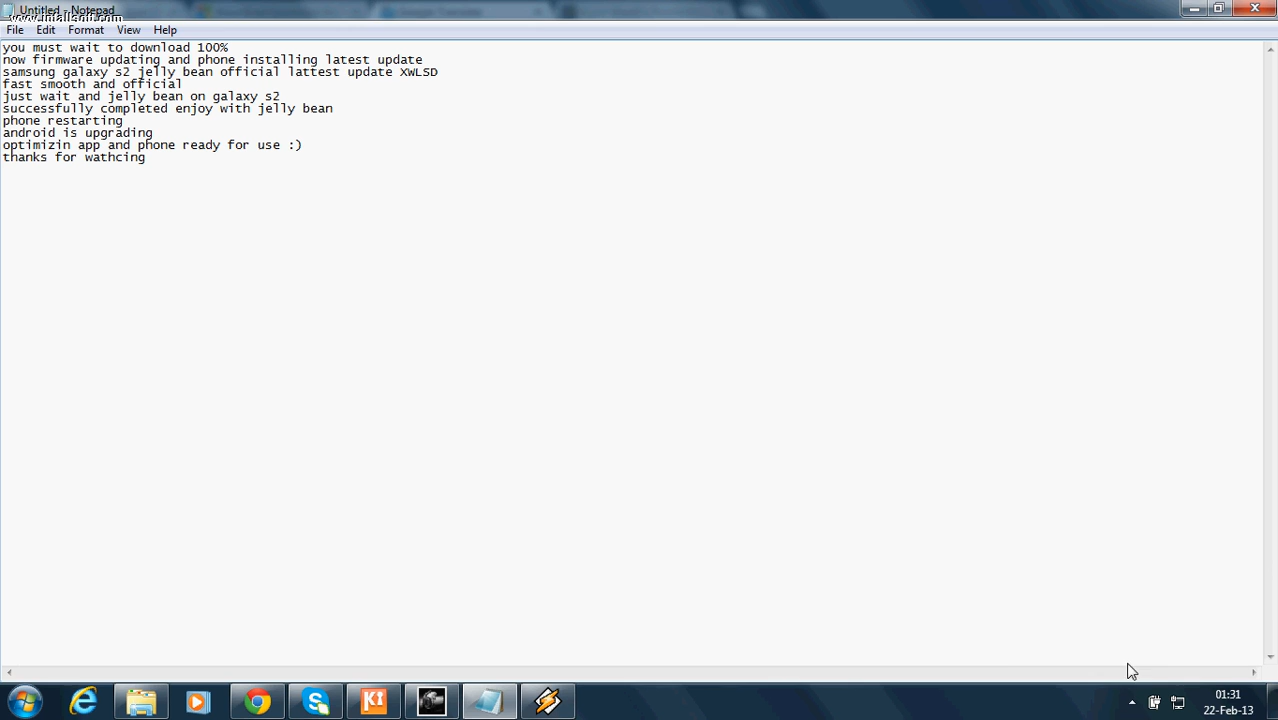 Untitled - Notepad
File Edit Format View Help
you must wait to download 100%
now firmware updating and phone installing latest update
samsung galaxy s2 jelly bean official lattest update XWLSD
fast smooth and official
just wait and jelly bean on galaxy s2
successfully completed enjoy with jelly bean
phone restarting
android is upgrading
optimizin app and phone ready for use :)
thanks for wathcing
01:31
22-Feb-13